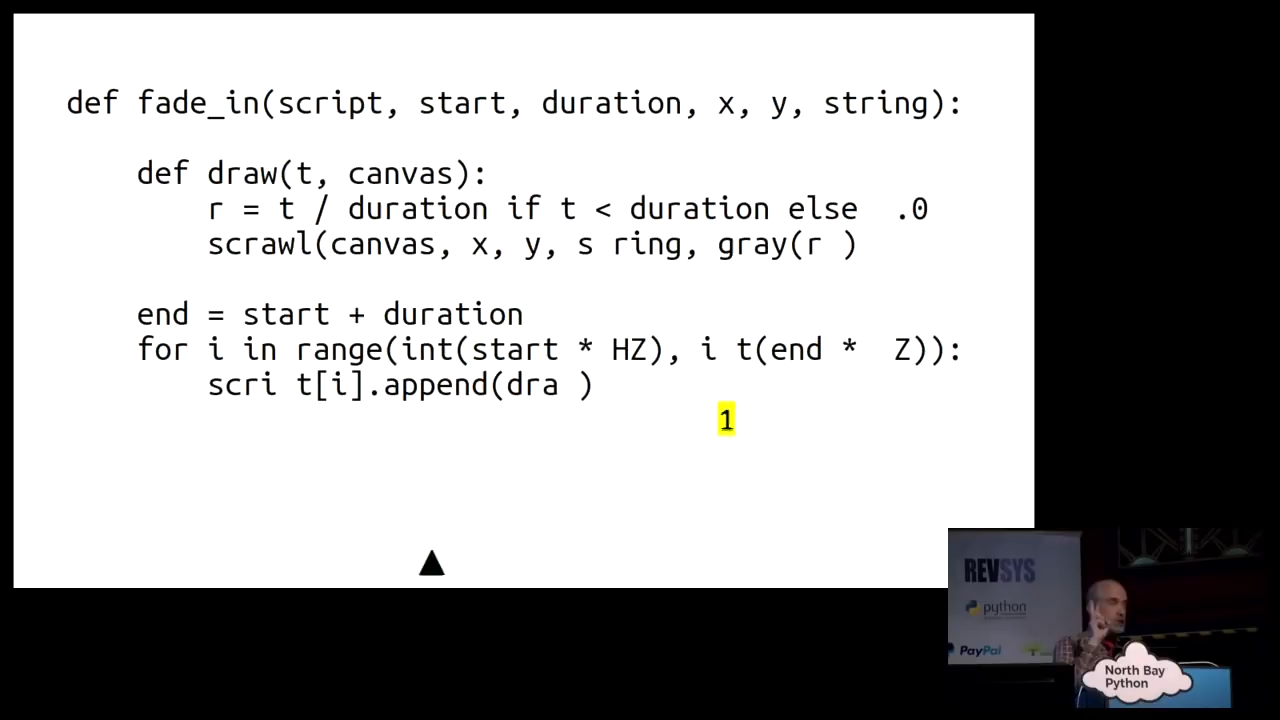 def fade_in(script, start, duration, x, y, string):
def draw(t, canvas):
r = t / duration if t < duration else  .0
scrawl(canvas, x, y, s ring, gray(r )
end = start + duration
for i in range(int(start * HZ), i t(end *  Z)):
scri t[i].append(dra )
1
REVSYS
python
PayPal
North Bay
Python